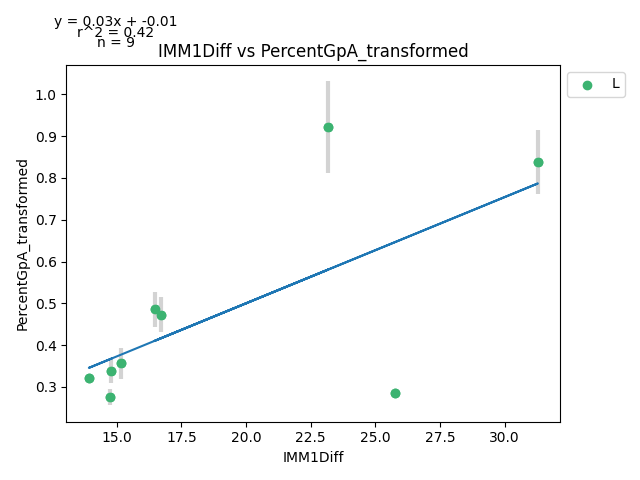 y = 0.03x + -0.01
r^2 = 0.42
n = 9
IMM1Diff vs PercentGpA_transformed
L
1.0
0.9
0.8
0.7
0.6
0.5
0.4
0.3
PercentGpA_transformed
15.0 17.5 20.0 22.5 25.0 27.5 30.0
IMM1Diff